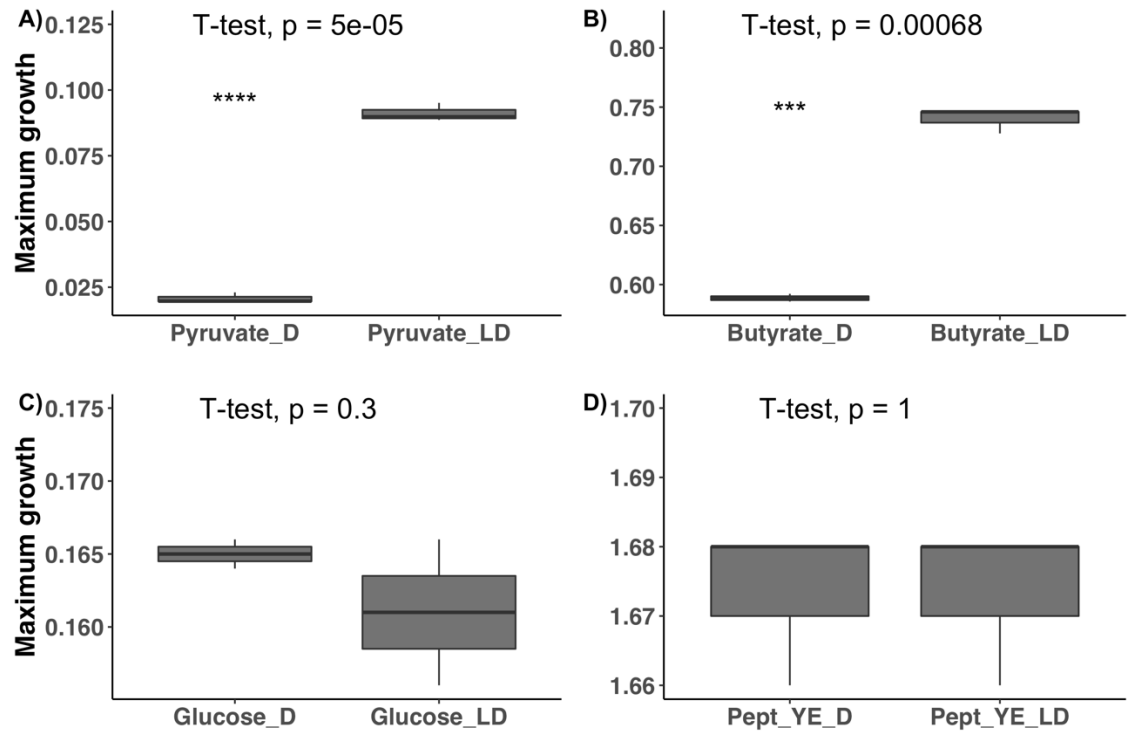 A)
T-test, p = 5e-05
****
Maximum growth
0.125
0.100
0.075
0.050
0.025
Pyruvate_D
Pyruvate_LD
B)
T-test, p = 0.00068
***
0.80
0.75
0.70
0.65
0.60
Butyrate_D
Butyrate_LD
C)
T-test, p = 0.3
Maximum growth
0.175
0.170
0.165
0.160
Glucose_D
Glucose_LD
D)
T-test, p = 1
1.70
1.69
1.68
1.67
1.66
Pept_YE_D
Pept_YE_LD